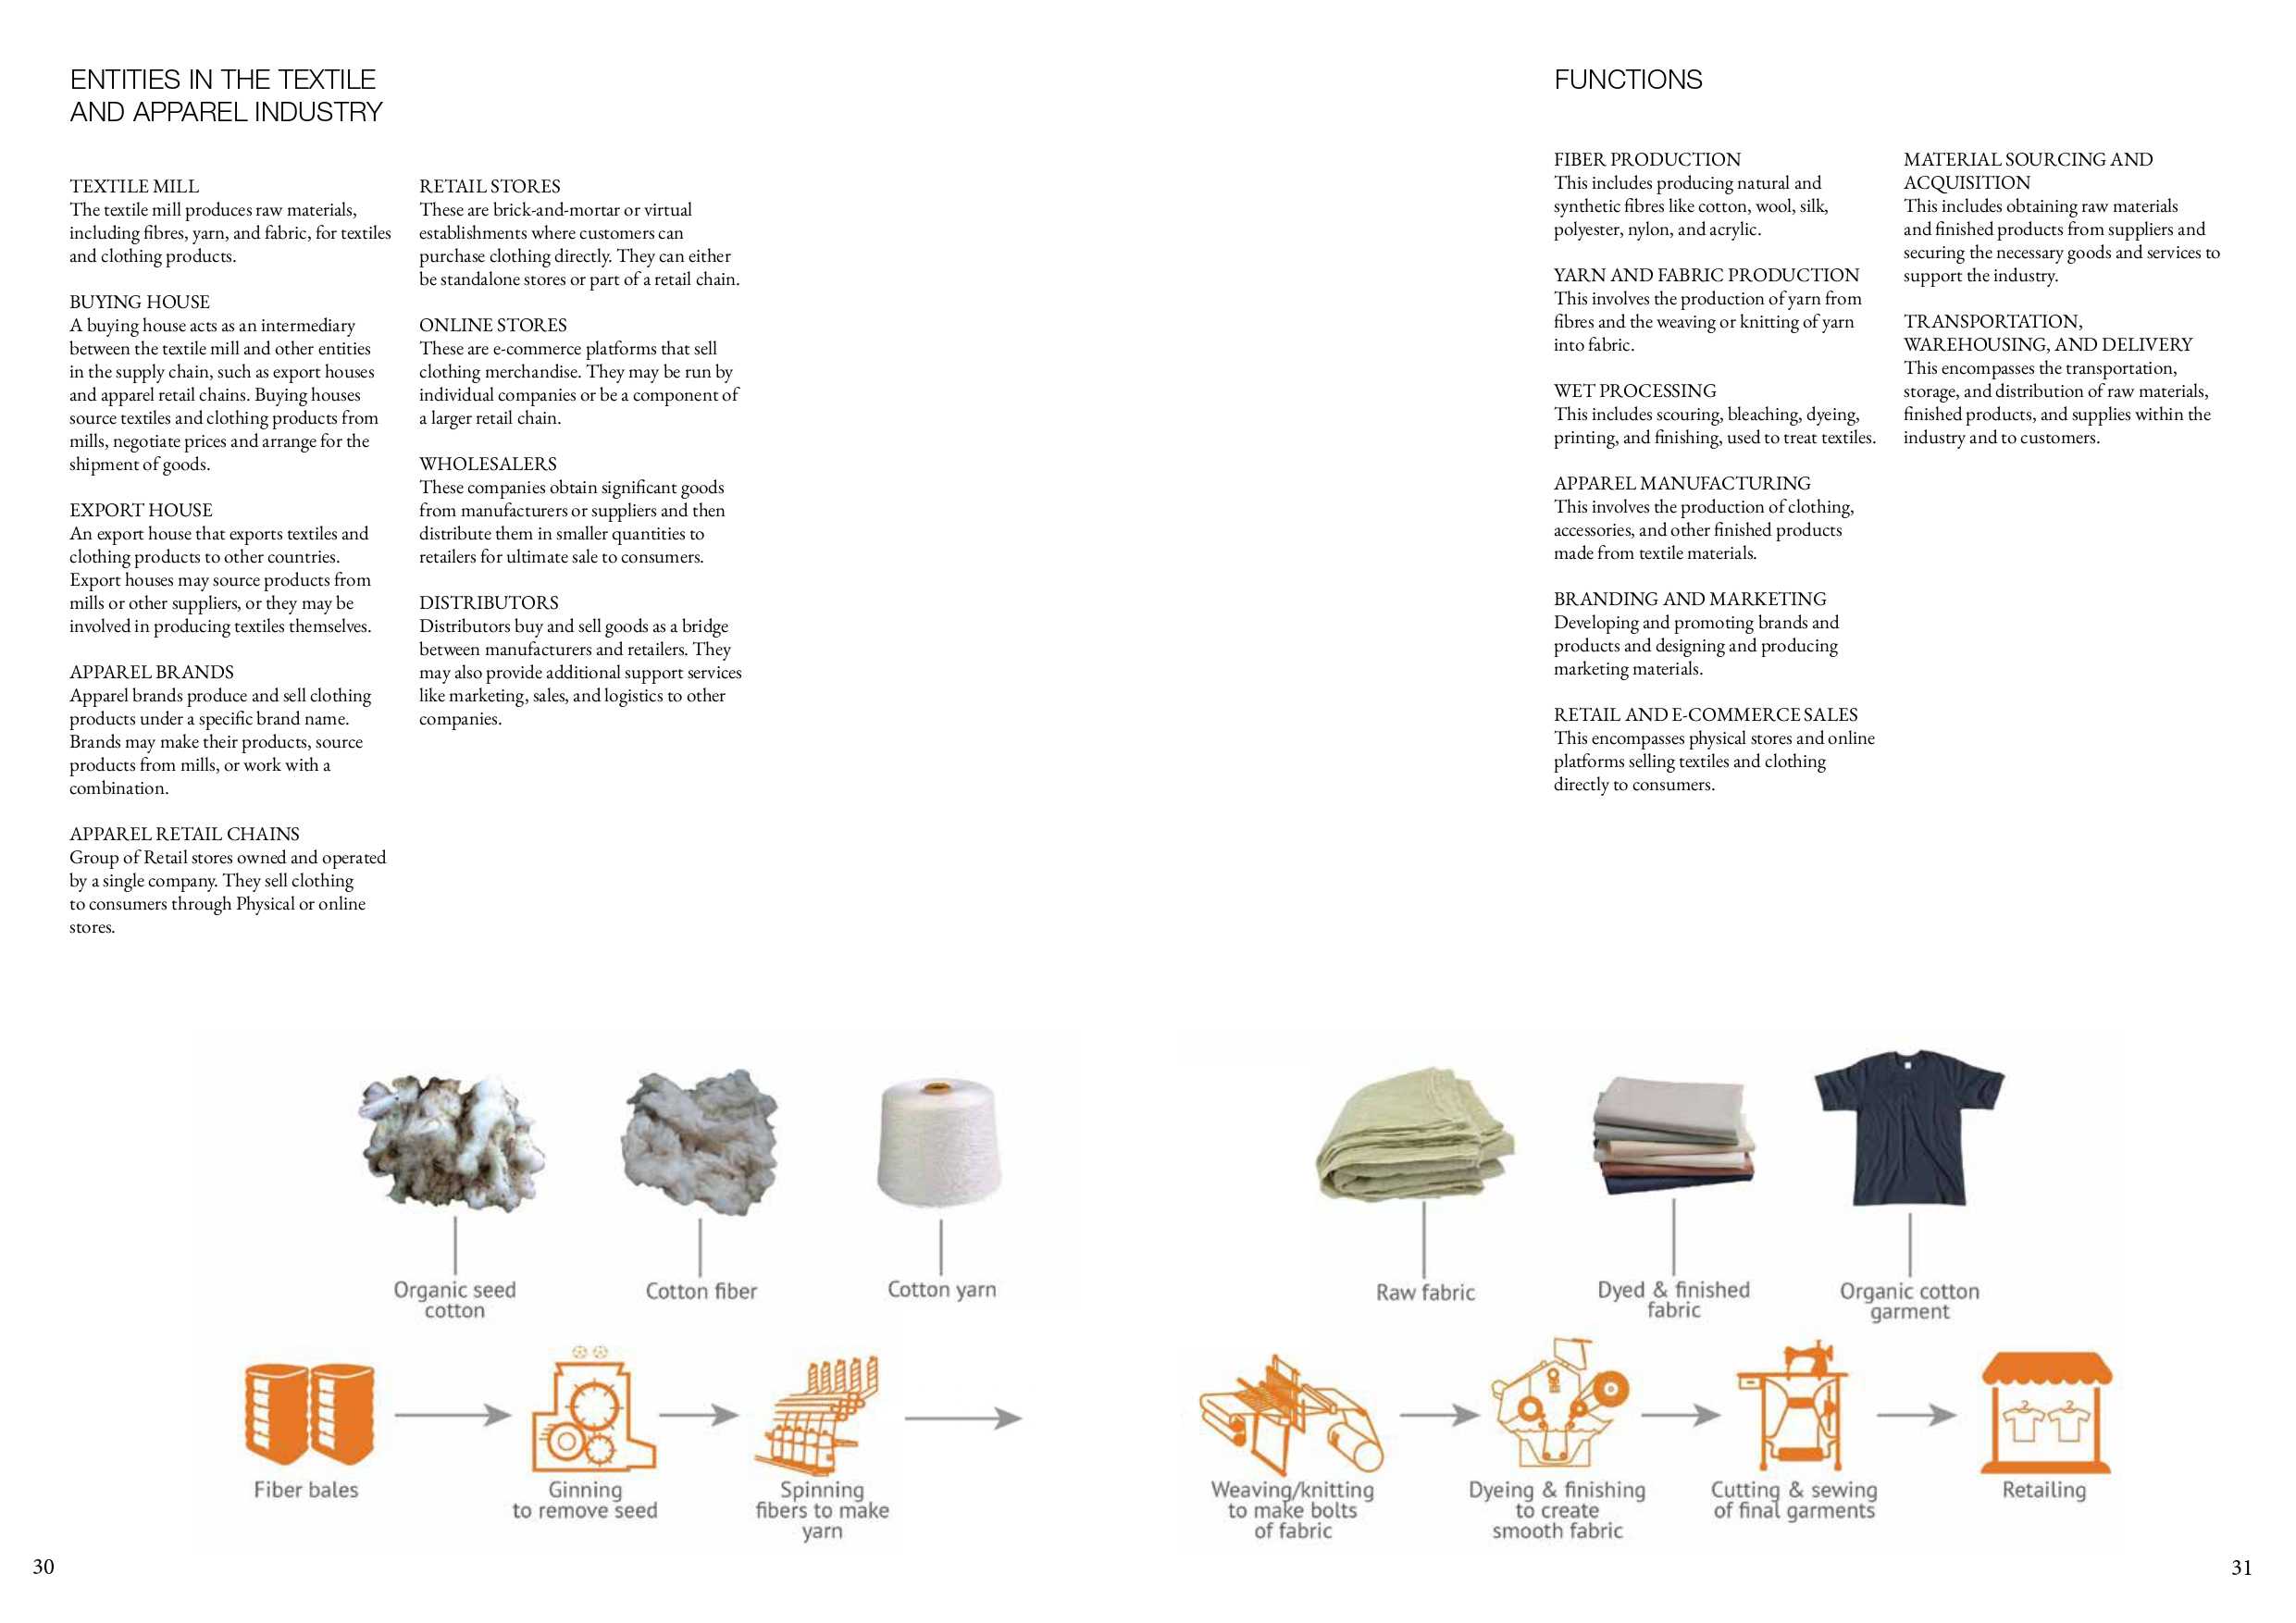 ENTITIES IN THE TEXTILE
AND APPAREL INDUSTRY
TEXTILE MILL
The textile mill produces raw materials,
including fibres, yarn, and fabric, for textiles
and clothing products.
BUYING HOUSE
A buying house acts as an intermediary
between the textile mill and other entities
in the supply chain, such as export houses
and apparel retail chains. Buying houses
source textiles and clothing products from
mills, negotiate prices and arrange for the
shipment of goods.
EXPORT HOUSE
An export house that exports textiles and
clothing products to other countries.
Export houses may source products from
mills or other suppliers, or they may be
involved in producing textiles themselves.
APPAREL BRANDS
Apparel brands produce and sell clothing
products under a specific brand name.
Brands may make their products, source
products from mills, or work with a
combination.
APPAREL RETAIL CHAINS
Group of Retail stores owned and operated
by a single company. They sell clothing
to consumers through Physical or online
stores.
RETAIL STORES
These are brick-and-mortar or virtual
establishments where customers can
purchase clothing directly. They can either
be standalone stores or part of a retail chain.
ONLINE STORES
These are e-commerce platforms that sell
clothing merchandise. They may be run by
individual companies or be a component of
a larger retail chain.
WHOLESALERS
These companies obtain significant goods
from manufacturers or suppliers and then
distribute them in smaller quantities to
retailers for ultimate sale to consumers.
DISTRIBUTORS
Distributors buy and sell goods as a bridge
between manufacturers and retailers. They
may also provide additional support services
like marketing, sales, and logistics to other
companies.
FUNCTIONS
FIBER PRODUCTION
This includes producing natural and
synthetic fibres like cotton, wool, silk,
polyester, nylon, and acrylic.
YARN AND FABRIC PRODUCTION
This involves the production of yarn from
fibres and the weaving or knitting of yarn
into fabric.
WET PROCESSING
This includes scouring, bleaching, dyeing,
printing, and finishing, used to treat textiles.
APPAREL MANUFACTURING
This involves the production of clothing,
accessories, and other finished products
made from textile materials.
BRANDING AND MARKETING
Developing and promoting brands and
products and designing and producing
marketing materials.
RETAIL AND E-COMMERCE SALES
This encompasses physical stores and online
platforms selling textiles and clothing
directly to consumers.
MATERIAL SOURCING AND
ACQUISITION
This includes obtaining raw materials
and finished products from suppliers and
securing the necessary goods and services to
support the industry.
TRANSPORTATION,
WAREHOUSING, AND DELIVERY
This encompasses the transportation,
storage, and distribution of raw materials,
finished products, and supplies within the
industry and to customers.
Organic seed
cotton
Cotton fiber
Cotton yarn
Raw fabric
Dyed & finished
fabric
Organic cotton
garment
Fiber bales
Ginning
to remove seed
Spinning
fibers to make
yarn
Weaving/knitting
to make bolts
of fabric
Dyeing & finishing
to create
smooth fabric
Cutting & sewing
of final garments
Retailing
30
31